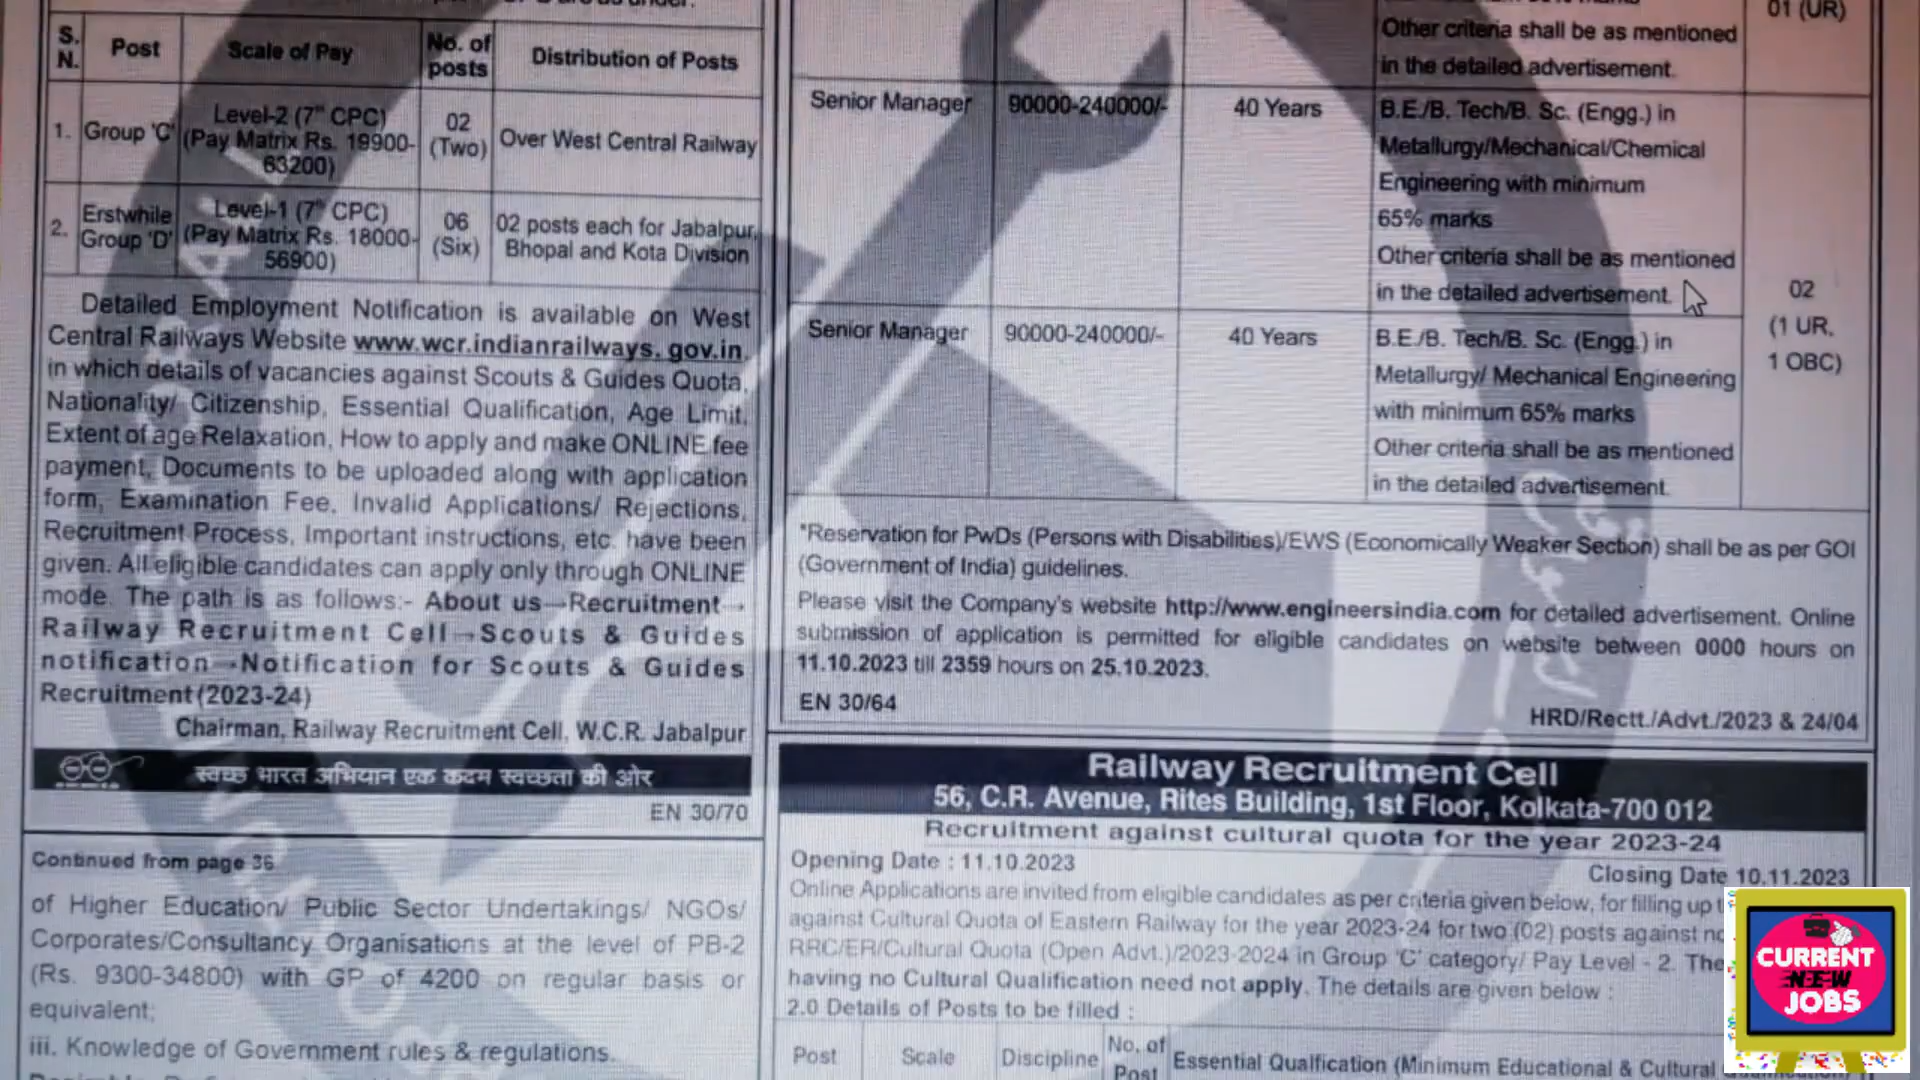 S. N. Post Scale of Pay No. of posts Distribution of Posts
1. Group 'C' Level-2 (7th CPC) (Pay Matrix Rs. 19900-63200) 02 (Two) Over West Central Railway
2. Erstwhile Group 'D' Level-1 (7th CPC) (Pay Matrix Rs. 18000-56900) 06 (Six) 02 posts each for Jabalpur, Bhopal and Kota Division
Detailed Employment Notification is available on West
Central Railways Website www.wcr.indianrailways. gov.in,
in which details of vacancies against Scouts & Guides Quota,
Nationality/ Citizenship, Essential Qualification, Age Limit,
Extent of age Relaxation, How to apply and make ONLINE fee
payment, Documents to be uploaded along with application
form, Examination Fee, Invalid Applications/ Rejections,
Recruitment Process, Important instructions, etc. have been
given. All eligible candidates can apply only through ONLINE
mode. The path is as follows:- About us→Recruitment→
Railway Recruitment Cell→Scouts & Guides
notification→Notification for Scouts & Guides
Recruitment (2023-24)
Chairman, Railway Recruitment Cell, W.C.R. Jabalpur
स्वच्छ भारत अभियान एक कदम स्वच्छता की ओर
EN 30/70
Continued from page 36
of Higher Education/ Public Sector Undertakings/ NGOs/
Corporates/Consultancy Organisations at the level of PB-2
(Rs. 9300-34800) with GP of 4200 on regular basis or
equivalent;
iii. Knowledge of Government rules & regulations.
01 (UR)
Other criteria shall be as mentioned
in the detailed advertisement.
Senior Manager 90000-240000/- 40 Years B.E./B. Tech/B. Sc. (Engg.) in
Metallurgy/Mechanical/Chemical
Engineering with minimum
65% marks
Other criteria shall be as mentioned
in the detailed advertisement.
02
(1 UR,
1 OBC)
Senior Manager 90000-240000/- 40 Years B.E./B. Tech/B. Sc. (Engg.) in
Metallurgy/ Mechanical Engineering
with minimum 65% marks
Other criteria shall be as mentioned
in the detailed advertisement.
*Reservation for PwDs (Persons with Disabilities)/EWS (Economically Weaker Section) shall be as per GOI
(Government of India) guidelines.
Please visit the Company's website http://www.engineersindia.com for detailed advertisement. Online
submission of application is permitted for eligible candidates on website between 0000 hours on
11.10.2023 till 2359 hours on 25.10.2023.
EN 30/64
HRD/Rectt./Advt./2023 & 24/04
Railway Recruitment Cell
56, C.R. Avenue, Rites Building, 1st Floor, Kolkata-700 012
Recruitment against cultural quota for the year 2023-24
Opening Date : 11.10.2023
Closing Date 10.11.2023
Online Applications are invited from eligible candidates as per criteria given below, for filling up
against Cultural Quota of Eastern Railway for the year 2023-24 for two (02) posts against
RRC/ER/Cultural Quota (Open Advt.)/2023-2024 in Group 'C' category/ Pay Level - 2. The
having no Cultural Qualification need not apply. The details are given below :
2.0 Details of Posts to be filled :
Post Scale Discipline No. of Post Essential Qualfication (Minimum Educational & Cultural
CURRENT
NEW
JOBS